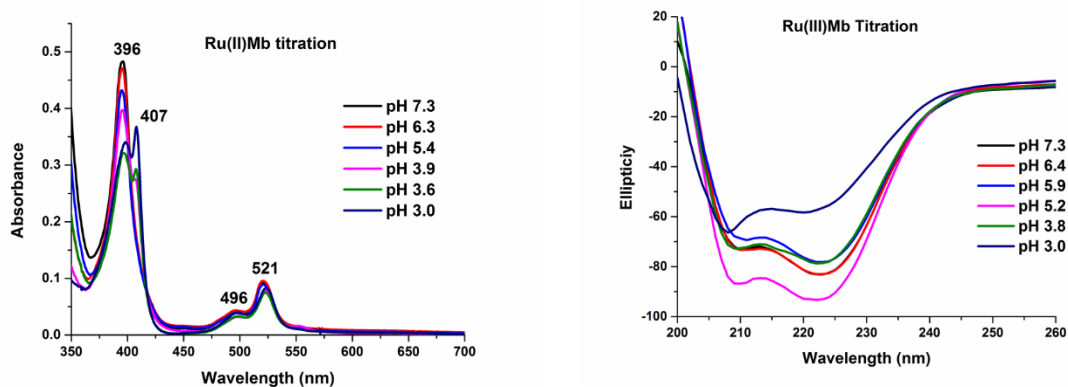 Ru(II)Mb titration
396
407
496
521
pH 7.3
pH 6.3
pH 5.4
pH 3.9
pH 3.6
pH 3.0
0.5
0.4
0.3
0.2
0.1
0.0
Absorbance
350 400 450 500 550 600 650 700
Wavelength (nm)
Ru(III)Mb Titration
pH 7.3
pH 6.4
pH 5.9
pH 5.2
pH 3.8
pH 3.0
20
0
-20
-40
-60
-80
-100
Ellipticiy
200 210 220 230 240 250 260
Wavelength (nm)